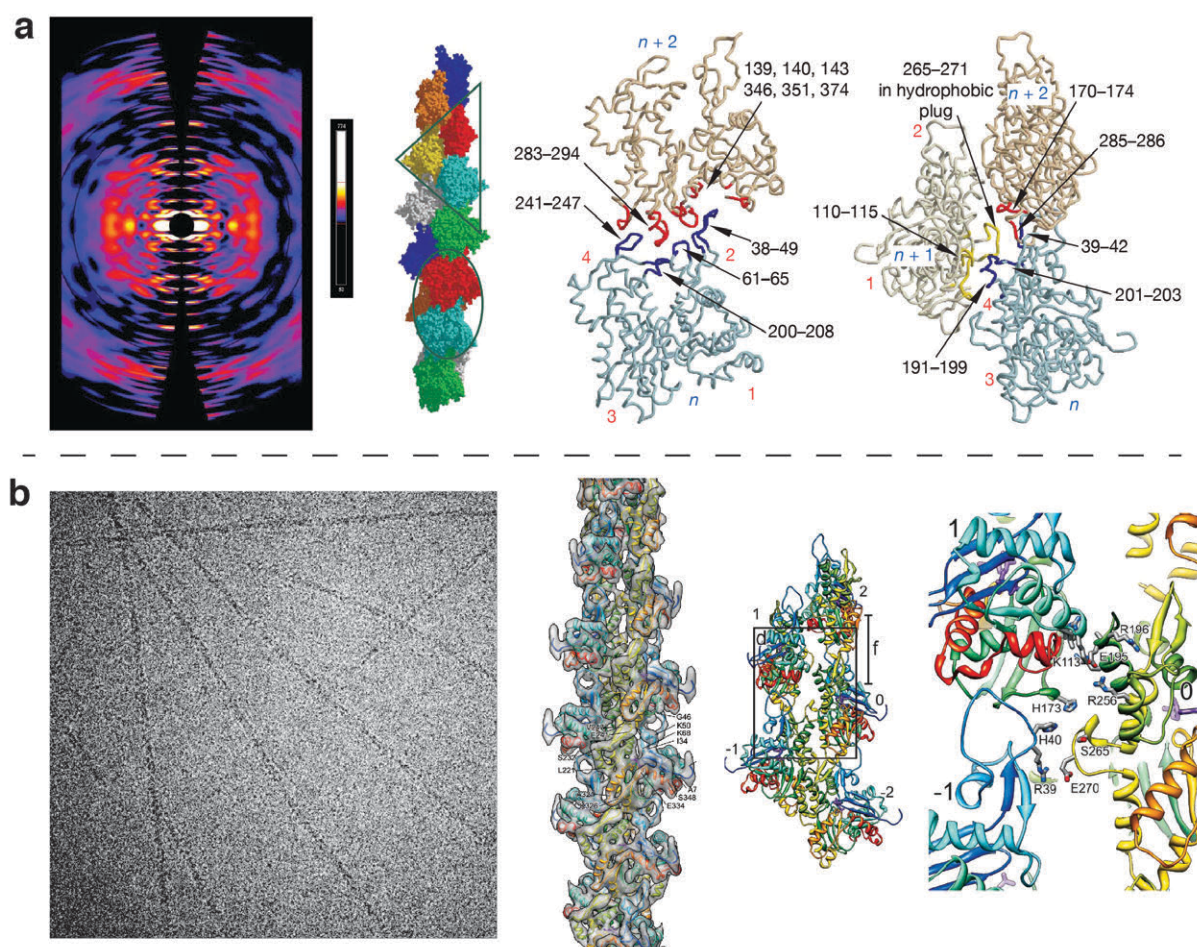 a
774
n + 2
139, 140, 143
346, 351, 374
283–294
241–247
38–49
4
2
61–65
200–208
n
1
3
265–271
in hydrophobic
plug
n + 2
170–174
2
285–286
110–115
n + 1
39–42
1
4
201–203
191–199
3
n
b
G46
K50
K68
I34
L221
A7
S348
E334
1
2
d
f
0
-1
-2
1
R196
K113
E195
R256
0
H173
H40
S265
-1
R39
E270